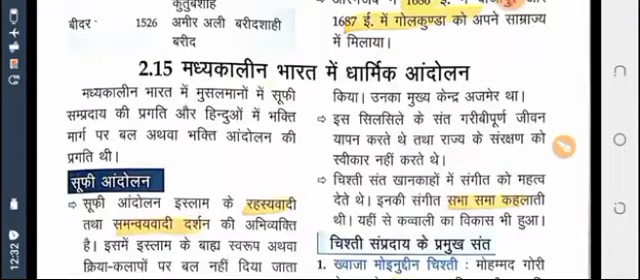 कुतुबशाह
बीदर 1526 अमीर अली बरीदशाही
बरीद
1686 ई. में
1687 ई. में गोलकुण्डा को अपने साम्राज्य
में मिलाया।
2.15 मध्यकालीन भारत में धार्मिक आंदोलन
मध्यकालीन भारत में मुसलमानों में सूफी
सम्प्रदाय की प्रगति और हिन्दुओं में भक्ति
मार्ग पर बल अथवा भक्ति आंदोलन की
प्रगति थी।
सूफी आंदोलन
⇨ सूफी आंदोलन इस्लाम के रहस्यवादी
तथा समन्वयवादी दर्शन की अभिव्यक्ति
है। इसमें इस्लाम के बाह्य स्वरूप अथवा
क्रिया-कलापों पर बल नहीं दिया जाता
किया। उनका मुख्य केन्द्र अजमेर था।
⇨ इस सिलसिले के संत गरीबीपूर्ण जीवन
यापन करते थे तथा राज्य के संरक्षण को
स्वीकार नहीं करते थे।
⇨ चिश्ती संत खानकाहों में संगीत को महत्व
देते थे। इनकी संगीत सभा समा कहलाती
थी। यहीं से कव्वाली का विकास भी हुआ।
चिश्ती संप्रदाय के प्रमुख संत
1. ख्वाजा मोइनुद्दीन चिश्ती : मोहम्मद गोरी
12:32